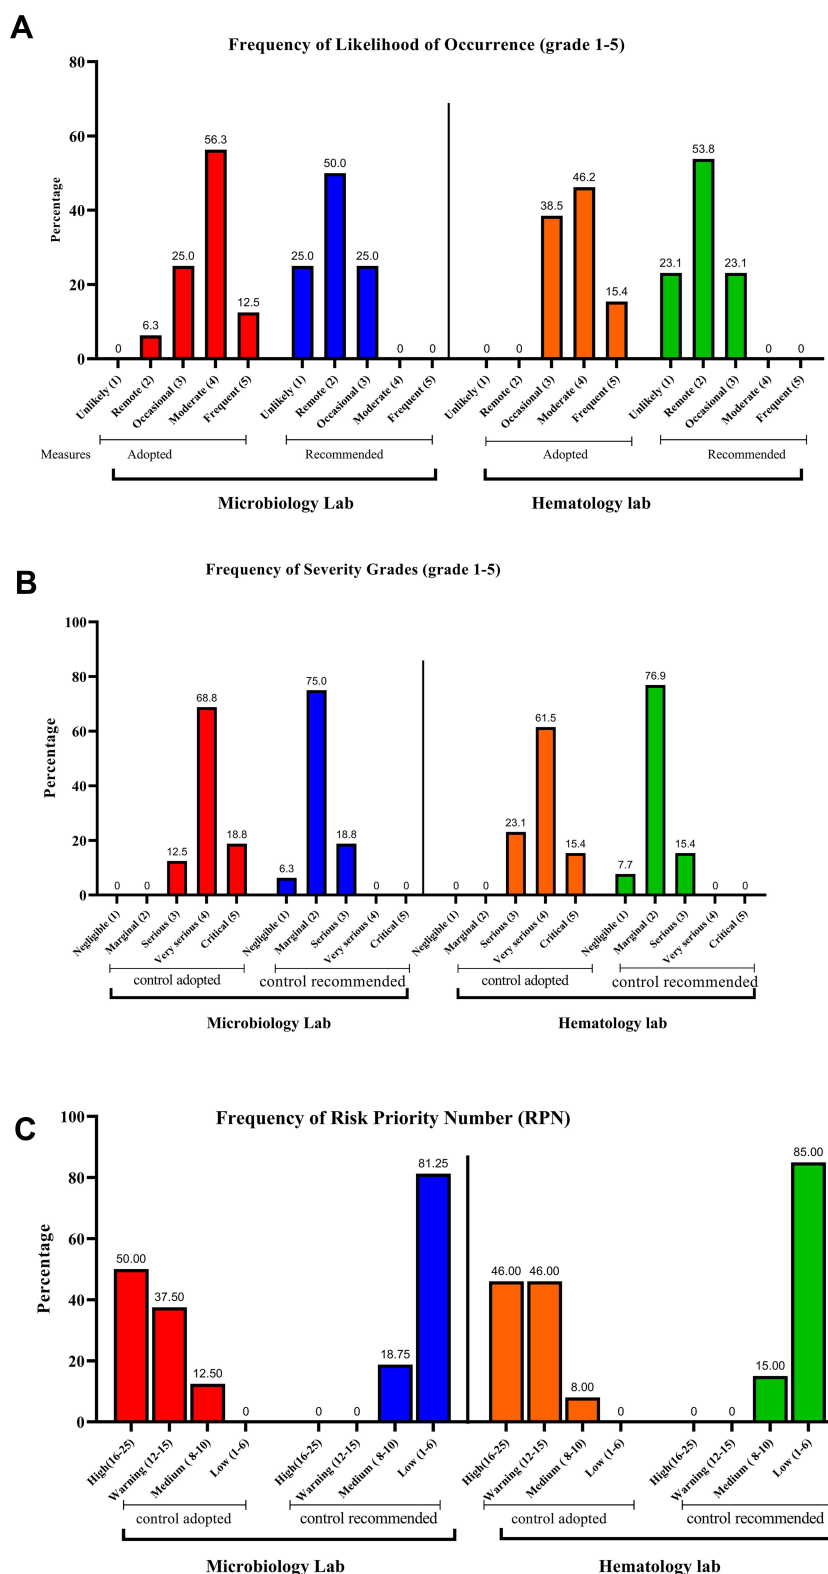 A
Frequency of Likelihood of Occurrence (grade 1-5)
Percentage
80
60
40
20
0
0
6.3
25.0
56.3
12.5
25.0
50.0
25.0
0
0
0
0
38.5
46.2
15.4
23.1
53.8
23.1
0
0
Unlikely (1)
Remote (2)
Occasional (3)
Moderate (4)
Frequent (5)
Unlikely (1)
Remote (2)
Occasional (3)
Moderate (4)
Frequent (5)
Unlikely (1)
Remote (2)
Occasional (3)
Moderate (4)
Frequent (5)
Unlikely (1)
Remote (2)
Occasional (3)
Moderate (4)
Frequent (5)
Measures Adopted Recommended Adopted Recommended
Microbiology Lab Hematology lab
B
Frequency of Severity Grades (grade 1-5)
Percentage
100
80
60
40
20
0
0
0
12.5
68.8
18.8
6.3
75.0
18.8
0
0
0
0
23.1
61.5
15.4
7.7
76.9
15.4
0
0
Negligible (1)
Marginal (2)
Serious (3)
Very serious (4)
Critical (5)
Negligible (1)
Marginal (2)
Serious (3)
Very serious (4)
Critical (5)
Negligible (1)
Marginal (2)
Serious (3)
Very serious (4)
Critical (5)
Negligible (1)
Marginal (2)
Serious (3)
Very serious (4)
Critical (5)
control adopted control recommended control adopted control recommended
Microbiology Lab Hematology lab
C
Frequency of Risk Priority Number (RPN)
Percentage
100
80
60
40
20
0
50.00
37.50
12.50
0
0
0
18.75
81.25
46.00
46.00
8.00
0
0
0
15.00
85.00
High(16-25)
Warning (12-15)
Medium ( 8-10)
Low (1-6)
High(16-25)
Warning (12-15)
Medium ( 8-10)
Low (1-6)
High(16-25)
Warning (12-15)
Medium ( 8-10)
Low (1-6)
High(16-25)
Warning (12-15)
Medium ( 8-10)
Low (1-6)
control adopted control recommended control adopted control recommended
Microbiology Lab Hematology lab